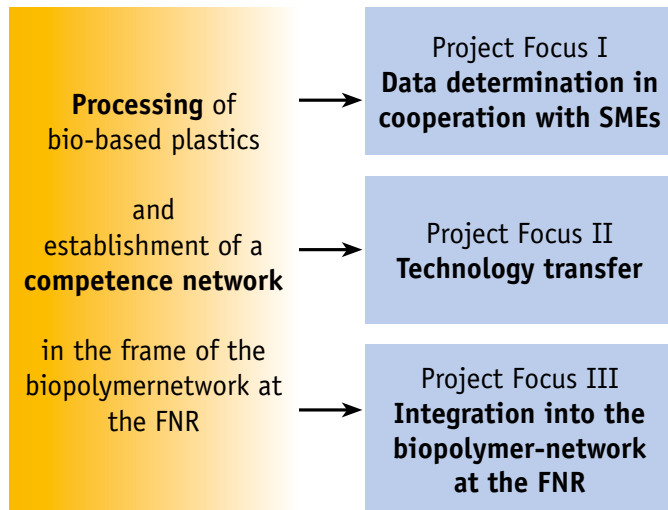 Processing of
bio-based plastics
and
establishment of a
competence network
in the frame of the
biopolymernetwork at
the FNR
Project Focus I
Data determination in
cooperation with SMEs
Project Focus II
Technology transfer
Project Focus III
Integration into the
biopolymer-network
at the FNR